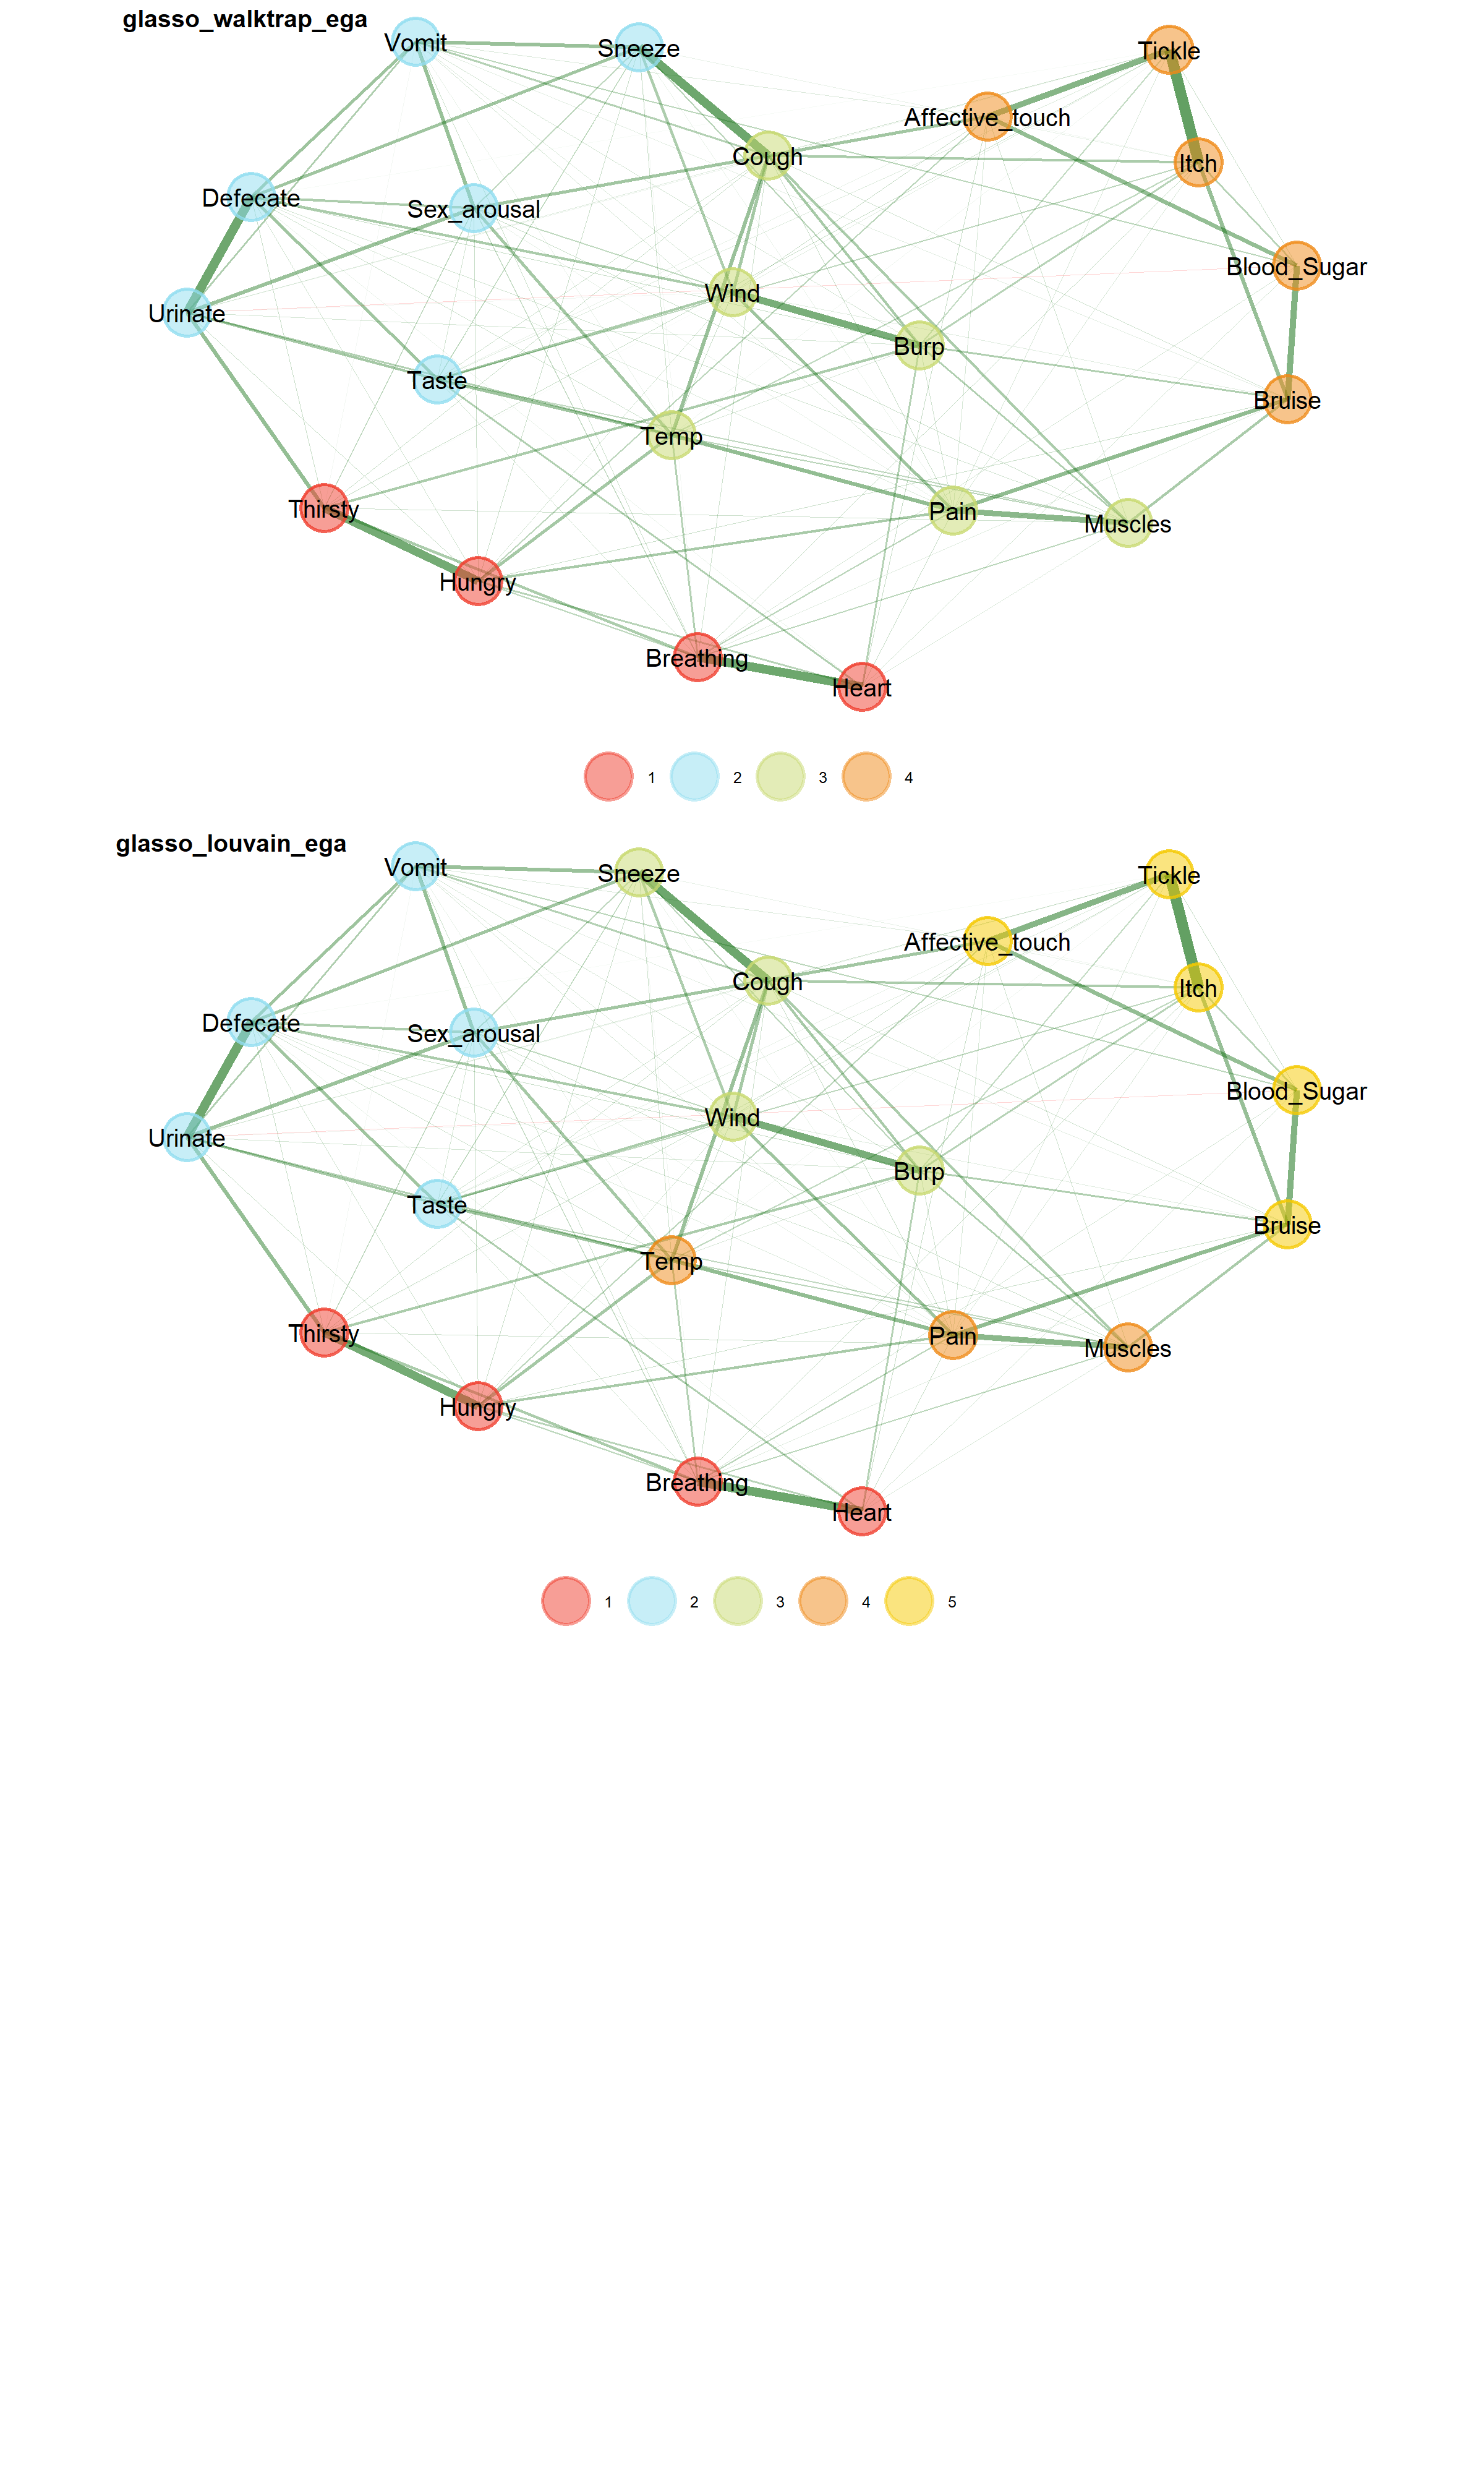 glasso_walktrap_ega
Vomit
Sneeze
Tickle
Affective_touch
Cough
Itch
Defecate
Sex_arousal
Blood_Sugar
Wind
Urinate
Burp
Taste
Bruise
Temp
Thirsty
Pain
Muscles
Hungry
Breathing
Heart
1 2 3 4
glasso_louvain_ega
Vomit
Sneeze
Tickle
Affective_touch
Cough
Itch
Defecate
Sex_arousal
Blood_Sugar
Wind
Urinate
Burp
Taste
Bruise
Temp
Thirsty
Pain
Muscles
Hungry
Breathing
Heart
1 2 3 4 5